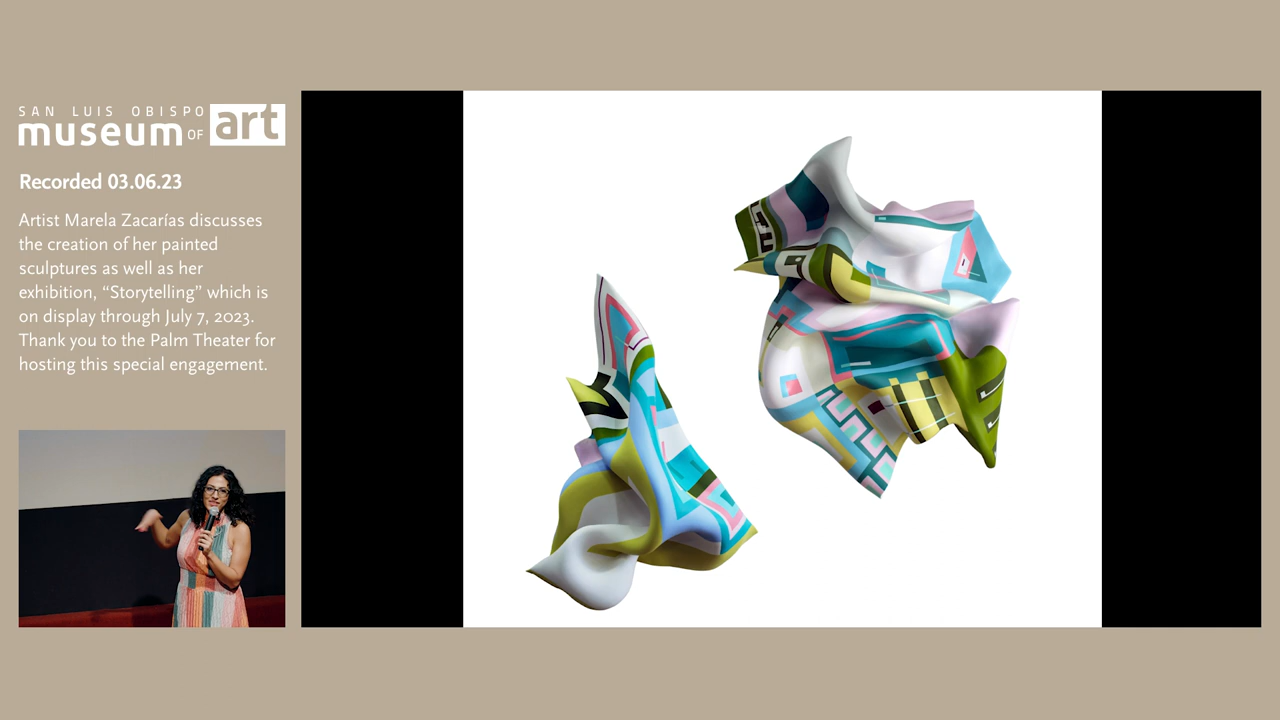 SAN LUIS OBISPO
museum OF art
Recorded 03.06.23
Artist Marela Zacarías discusses
the creation of her painted
sculptures as well as her
exhibition, “Storytelling” which is
on display through July 7, 2023.
Thank you to the Palm Theater for
hosting this special engagement.